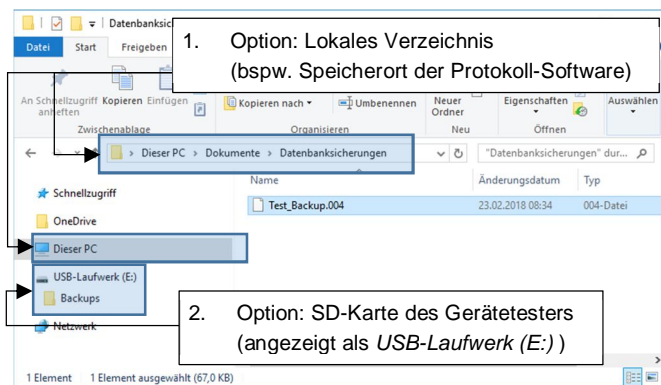 Datenbanksic
1. Option: Lokales Verzeichnis
(bspw. Speicherort der Protokoll-Software)
Datei Start Freigeben
An Schnellzugriff anheften Kopieren Einfügen
Kopieren nach Umbenennen Neuer Ordner Eigenschaften Auswählen
Zwischenablage Organisieren Neu Öffnen
Dieser PC > Dokumente > Datenbanksicherungen "Datenbanksicherungen" dur...
Name Änderungsdatum Typ
Schnellzugriff
Test_Backup.004 23.02.2018 08:34 004-Datei
OneDrive
Dieser PC
USB-Laufwerk (E:)
Backups
Netzwerk
2. Option: SD-Karte des Gerätetesters
(angezeigt als USB-Laufwerk (E:) )
1 Element 1 Element ausgewählt (67,0 KB)